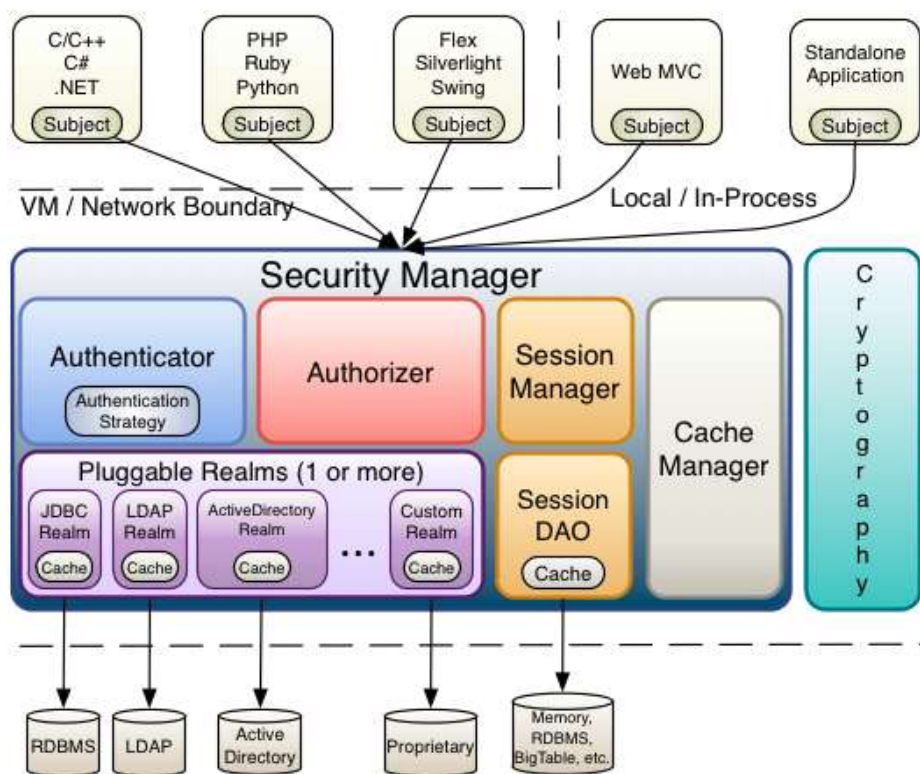 C/C++
C#
.NET
Subject
PHP
Ruby
Python
Subject
Flex
Silverlight
Swing
Subject
Web MVC
Subject
Standalone
Application
Subject
VM / Network Boundary
Local / In-Process
Security Manager
Authenticator
Authentication
Strategy
Authorizer
Session
Manager
Cache
Manager
Cryptography
Pluggable Realms (1 or more)
JDBC
Realm
Cache
LDAP
Realm
Cache
ActiveDirectory
Realm
Cache
...
Custom
Realm
Cache
Session
DAO
Cache
RDBMS
LDAP
Active
Directory
Proprietary
Memory,
RDBMS,
BigTable, etc.